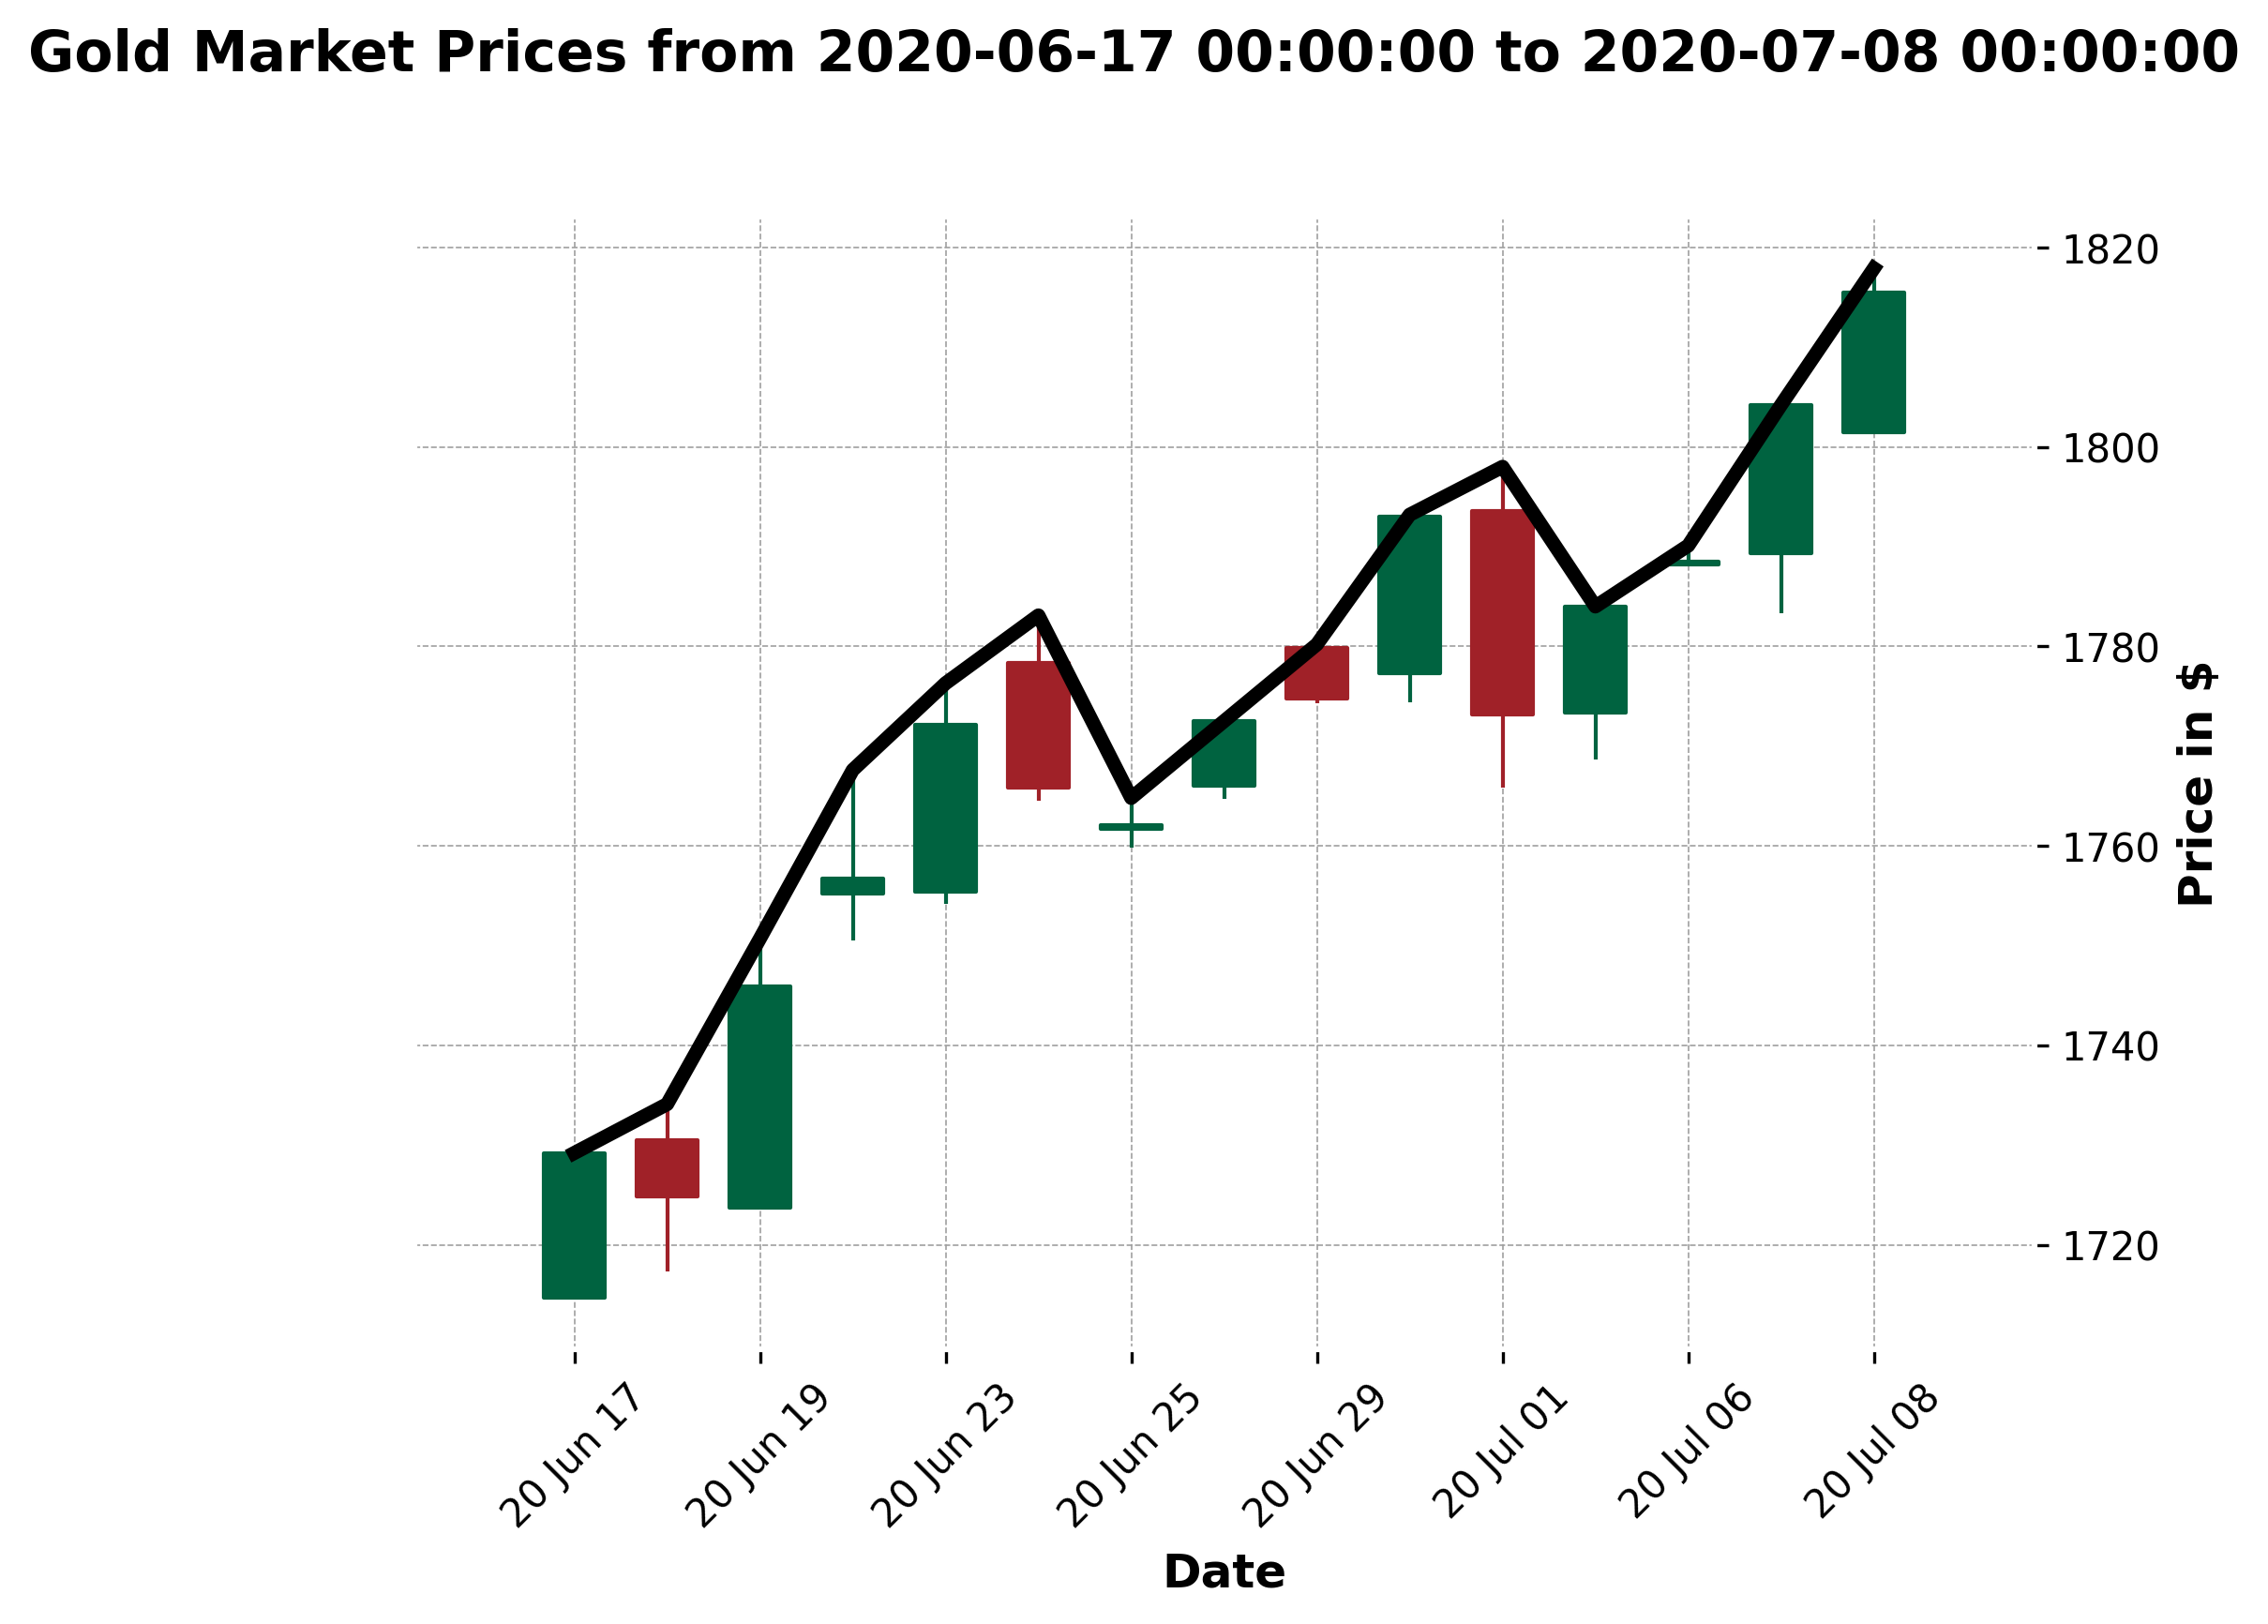 Gold Market Prices from 2020-06-17 00:00:00 to 2020-07-08 00:00:00
1820
1800
1780
1760
1740
1720
Price in $
20 Jun 17
20 Jun 19
20 Jun 23
20 Jun 25
20 Jun 29
20 Jul 01
20 Jul 06
20 Jul 08
Date